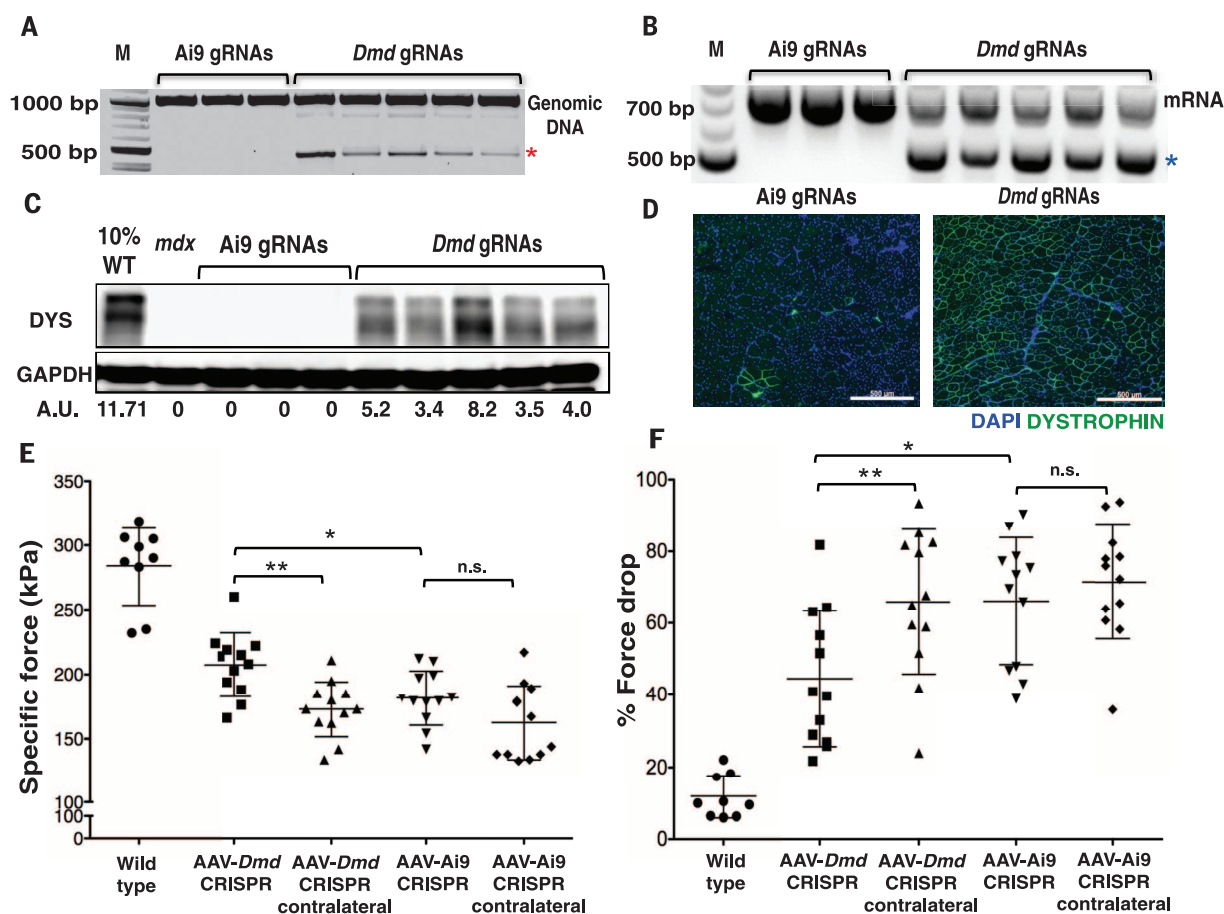 A
M
Ai9 gRNAs
Dmd gRNAs
1000 bp
500 bp
Genomic
DNA
*
B
M
Ai9 gRNAs
Dmd gRNAs
700 bp
500 bp
mRNA
*
C
10%
WT
mdx
Ai9 gRNAs
Dmd gRNAs
DYS
GAPDH
A.U. 11.71 0 0 0 0 5.2 3.4 8.2 3.5 4.0
D
Ai9 gRNAs
Dmd gRNAs
500 μm
500 μm
DAPI DYSTROPHIN
E
Specific force (kPa)
350
300
250
200
150
100
100
0
*
**
n.s.
Wild
type
AAV-Dmd
CRISPR
AAV-Dmd
CRISPR
contralateral
AAV-Ai9
CRISPR
AAV-Ai9
CRISPR
contralateral
F
% Force drop
100
80
60
40
20
0
*
**
n.s.
Wild
type
AAV-Dmd
CRISPR
AAV-Dmd
CRISPR
contralateral
AAV-Ai9
CRISPR
AAV-Ai9
CRISPR
contralateral